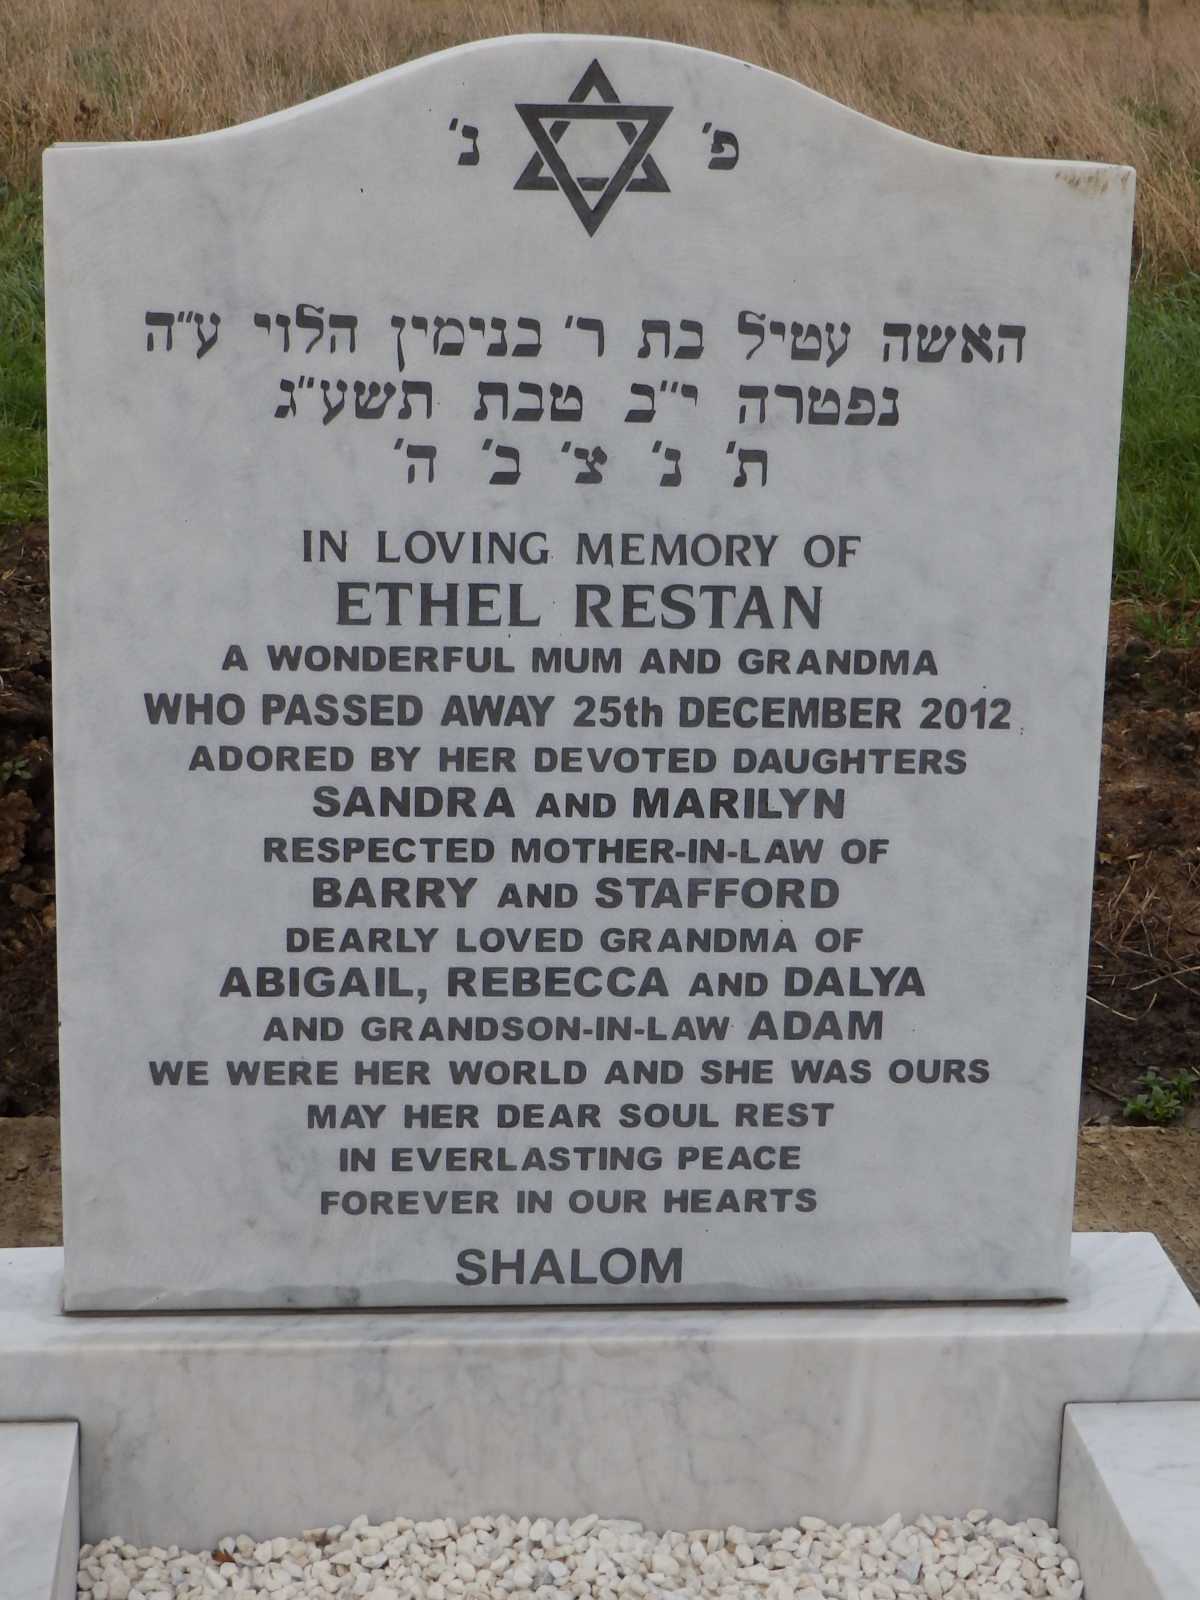 פ׳ נ׳
האשה עטיל בת ר׳ בנימין הלוי ע״ה
נפטרה י״ב טבת תשע״ג
ת׳ נ׳ צ׳ ב׳ ה׳
IN LOVING MEMORY OF
ETHEL RESTAN
A WONDERFUL MUM AND GRANDMA
WHO PASSED AWAY 25th DECEMBER 2012
ADORED BY HER DEVOTED DAUGHTERS
SANDRA AND MARILYN
RESPECTED MOTHER-IN-LAW OF
BARRY AND STAFFORD
DEARLY LOVED GRANDMA OF
ABIGAIL, REBECCA AND DALYA
AND GRANDSON-IN-LAW ADAM
WE WERE HER WORLD AND SHE WAS OURS
MAY HER DEAR SOUL REST
IN EVERLASTING PEACE
FOREVER IN OUR HEARTS
SHALOM